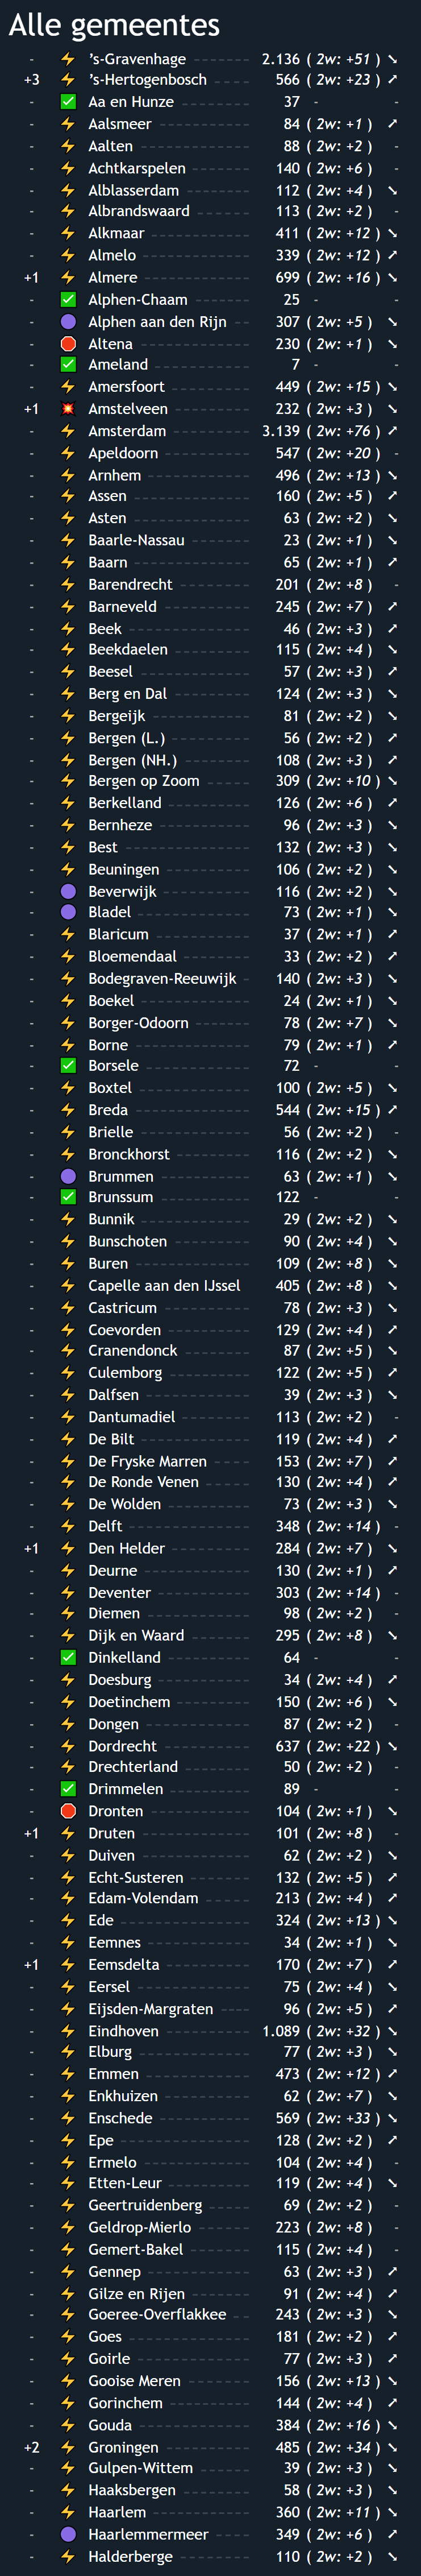 Alle gemeentes
- ⚡ ’s-Gravenhage 2.136 ( 2w: +51 ) ↘
+3 ⚡ ’s-Hertogenbosch 566 ( 2w: +23 ) ↗
- ✅ Aa en Hunze 37 - -
- ⚡ Aalsmeer 84 ( 2w: +1 ) ↗
- ⚡ Aalten 88 ( 2w: +2 ) -
- ⚡ Achtkarspelen 140 ( 2w: +6 ) -
- ⚡ Alblasserdam 112 ( 2w: +4 ) ↘
- ⚡ Albrandswaard 113 ( 2w: +2 ) -
- ⚡ Alkmaar 411 ( 2w: +12 ) ↘
- ⚡ Almelo 339 ( 2w: +12 ) ↗
+1 ⚡ Almere 699 ( 2w: +16 ) ↘
- ✅ Alphen-Chaam 25 - -
- 🟣 Alphen aan den Rijn 307 ( 2w: +5 ) ↘
- 🛑 Altena 230 ( 2w: +1 ) ↘
- ✅ Ameland 7 - -
- ⚡ Amersfoort 449 ( 2w: +15 ) ↘
+1 💥 Amstelveen 232 ( 2w: +3 ) ↘
- ⚡ Amsterdam 3.139 ( 2w: +76 ) ↗
- ⚡ Apeldoorn 547 ( 2w: +20 ) -
- ⚡ Arnhem 496 ( 2w: +13 ) ↘
- ⚡ Assen 160 ( 2w: +5 ) ↗
- ⚡ Asten 63 ( 2w: +2 ) ↘
- ⚡ Baarle-Nassau 23 ( 2w: +1 ) ↘
- ⚡ Baarn 65 ( 2w: +1 ) ↗
- ⚡ Barendrecht 201 ( 2w: +8 ) -
- ⚡ Barneveld 245 ( 2w: +7 ) ↗
- ⚡ Beek 46 ( 2w: +3 ) ↗
- ⚡ Beekdaelen 115 ( 2w: +4 ) ↘
- ⚡ Beesel 57 ( 2w: +3 ) ↗
- ⚡ Berg en Dal 124 ( 2w: +3 ) ↘
- ⚡ Bergeijk 81 ( 2w: +2 ) ↘
- ⚡ Bergen (L.) 56 ( 2w: +2 ) ↗
- ⚡ Bergen (NH.) 108 ( 2w: +3 ) ↗
- ⚡ Bergen op Zoom 309 ( 2w: +10 ) ↘
- ⚡ Berkelland 126 ( 2w: +6 ) ↗
- ⚡ Bernheze 96 ( 2w: +3 ) ↘
- ⚡ Best 132 ( 2w: +3 ) ↘
- ⚡ Beuningen 106 ( 2w: +2 ) ↘
- 🟣 Beverwijk 116 ( 2w: +2 ) ↘
- 🟣 Bladel 73 ( 2w: +1 ) ↘
- ⚡ Blaricum 37 ( 2w: +1 ) ↗
- ⚡ Bloemendaal 33 ( 2w: +2 ) ↗
- ⚡ Bodegraven-Reeuwijk 140 ( 2w: +3 ) ↘
- ⚡ Boekel 24 ( 2w: +1 ) ↘
- ⚡ Borger-Odoorn 78 ( 2w: +7 ) ↘
- ⚡ Borne 79 ( 2w: +1 ) ↗
- ✅ Borsele 72 - -
- ⚡ Boxtel 100 ( 2w: +5 ) ↘
- ⚡ Breda 544 ( 2w: +15 ) ↗
- ⚡ Brielle 56 ( 2w: +2 ) -
- ⚡ Bronckhorst 116 ( 2w: +2 ) ↘
- 🟣 Brummen 63 ( 2w: +1 ) ↘
- ✅ Brunssum 122 - -
- ⚡ Bunnik 29 ( 2w: +2 ) ↘
- ⚡ Bunschoten 90 ( 2w: +4 ) ↘
- ⚡ Buren 109 ( 2w: +8 ) ↘
- ⚡ Capelle aan den IJssel 405 ( 2w: +8 ) ↘
- ⚡ Castricum 78 ( 2w: +3 ) ↘
- ⚡ Coevorden 129 ( 2w: +4 ) ↗
- ⚡ Cranendonck 87 ( 2w: +5 ) ↘
- ⚡ Culemborg 122 ( 2w: +5 ) ↗
- ⚡ Dalfsen 39 ( 2w: +3 ) ↘
- ⚡ Dantumadiel 113 ( 2w: +2 ) -
- ⚡ De Bilt 119 ( 2w: +4 ) ↗
- ⚡ De Fryske Marren 153 ( 2w: +7 ) ↗
- ⚡ De Ronde Venen 130 ( 2w: +4 ) ↗
- ⚡ De Wolden 73 ( 2w: +3 ) ↘
- ⚡ Delft 348 ( 2w: +14 ) -
+1 ⚡ Den Helder 284 ( 2w: +7 ) ↘
- ⚡ Deurne 130 ( 2w: +1 ) ↗
- ⚡ Deventer 303 ( 2w: +14 ) -
- ⚡ Diemen 98 ( 2w: +2 ) -
- ⚡ Dijk en Waard 295 ( 2w: +8 ) ↘
- ✅ Dinkelland 64 - -
- ⚡ Doesburg 34 ( 2w: +4 ) ↗
- ⚡ Doetinchem 150 ( 2w: +6 ) ↘
- ⚡ Dongen 87 ( 2w: +2 ) -
- ⚡ Dordrecht 637 ( 2w: +22 ) ↘
- ⚡ Drechterland 50 ( 2w: +2 ) -
- ✅ Drimmelen 89 - -
- 🛑 Dronten 104 ( 2w: +1 ) ↘
+1 ⚡ Druten 101 ( 2w: +8 ) -
- ⚡ Duiven 62 ( 2w: +2 ) ↘
- ⚡ Echt-Susteren 132 ( 2w: +5 ) ↗
- ⚡ Edam-Volendam 213 ( 2w: +4 ) ↗
- ⚡ Ede 324 ( 2w: +13 ) ↘
- ⚡ Eemnes 34 ( 2w: +1 ) ↘
+1 ⚡ Eemsdelta 170 ( 2w: +7 ) ↗
- ⚡ Eersel 75 ( 2w: +4 ) ↘
- ⚡ Eijsden-Margraten 96 ( 2w: +5 ) ↗
- ⚡ Eindhoven 1.089 ( 2w: +32 ) ↘
- ⚡ Elburg 77 ( 2w: +3 ) ↘
- ⚡ Emmen 473 ( 2w: +12 ) ↗
- ⚡ Enkhuizen 62 ( 2w: +7 ) ↘
- ⚡ Enschede 569 ( 2w: +33 ) ↘
- ⚡ Epe 128 ( 2w: +2 ) ↗
- ⚡ Ermelo 104 ( 2w: +4 ) -
- ⚡ Etten-Leur 119 ( 2w: +4 ) ↘
- ⚡ Geertruidenberg 69 ( 2w: +2 ) -
- ⚡ Geldrop-Mierlo 223 ( 2w: +8 ) -
- ⚡ Gemert-Bakel 115 ( 2w: +4 ) -
- ⚡ Gennep 63 ( 2w: +3 ) ↗
- ⚡ Gilze en Rijen 91 ( 2w: +4 ) ↗
- ⚡ Goeree-Overflakkee 243 ( 2w: +3 ) ↘
- ⚡ Goes 181 ( 2w: +2 ) ↗
- ⚡ Goirle 77 ( 2w: +3 ) ↗
- ⚡ Gooise Meren 156 ( 2w: +13 ) ↘
- ⚡ Gorinchem 144 ( 2w: +4 ) ↗
- ⚡ Gouda 384 ( 2w: +16 ) ↘
+2 ⚡ Groningen 485 ( 2w: +34 ) ↘
- ⚡ Gulpen-Wittem 39 ( 2w: +3 ) ↘
- ⚡ Haaksbergen 58 ( 2w: +3 ) ↘
- ⚡ Haarlem 360 ( 2w: +11 ) ↘
- 🟣 Haarlemmermeer 349 ( 2w: +6 ) ↗
- ⚡ Halderberge 110 ( 2w: +2 ) ↘